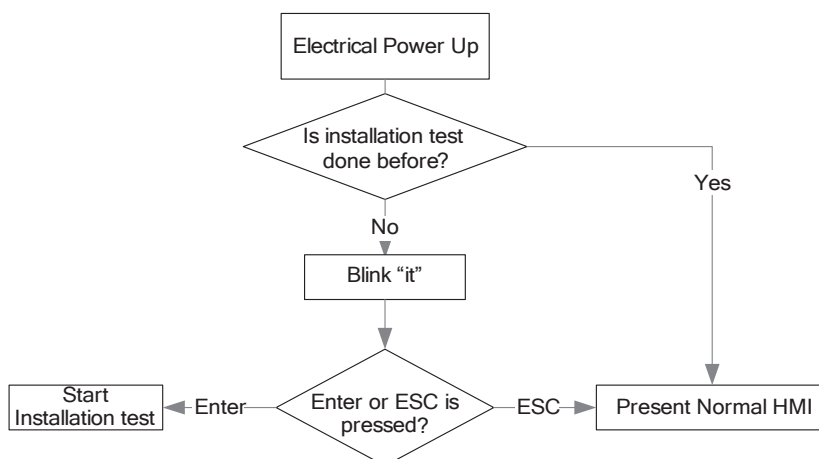 Electrical Power Up
Is installation test
done before?
Yes
No
Blink “it”
Start
Installation test
Enter
Enter or ESC is
pressed?
ESC
Present Normal HMI